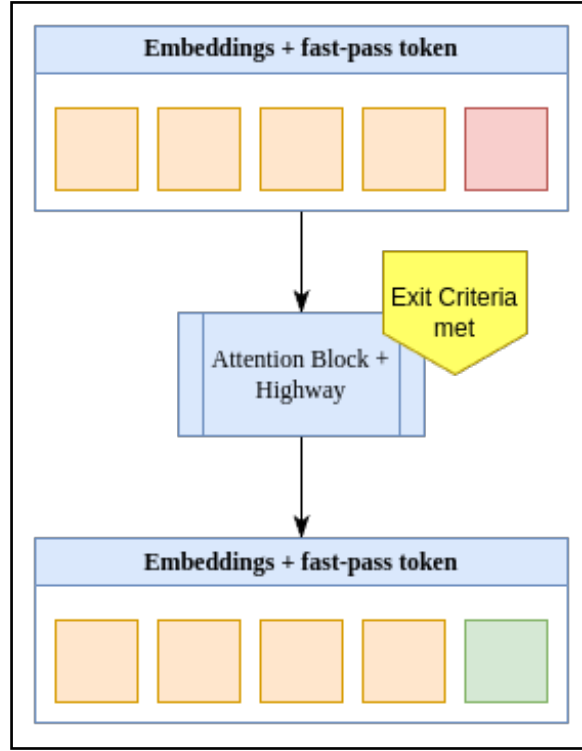 Embeddings + fast-pass token
Exit Criteria
met
Attention Block +
Highway
Embeddings + fast-pass token